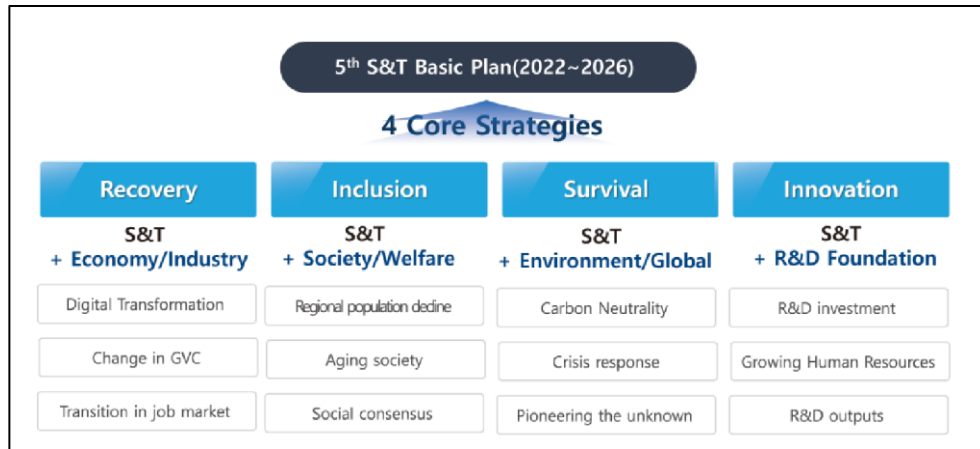 5th S&T Basic Plan(2022~2026)
4 Core Strategies
Recovery
S&T
+ Economy/Industry
Digital Transformation
Change in GVC
Transition in job market
Inclusion
S&T
+ Society/Welfare
Regional population decline
Aging society
Social consensus
Survival
S&T
+ Environment/Global
Carbon Neutrality
Crisis response
Pioneering the unknown
Innovation
S&T
+ R&D Foundation
R&D investment
Growing Human Resources
R&D outputs